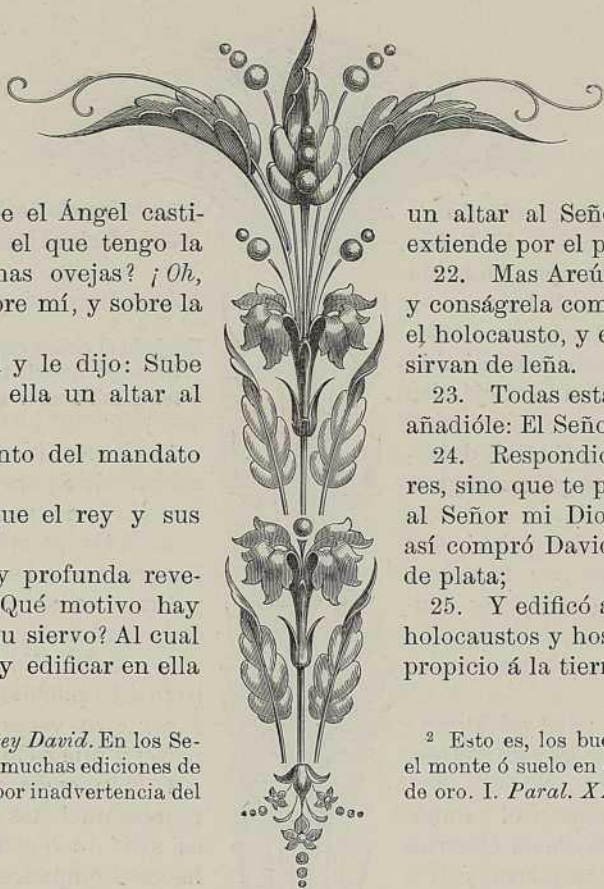 e el Ángel casti-
el que tengo la
nas ovejas? ¡Oh,
bre mí, y sobre la
y le dijo: Sube
ella un altar al
nto del mandato
ue el rey y sus
y profunda reve-
Qué motivo hay
u siervo? Al cual
y edificar en ella
ey David. En los Se-
muchas ediciones de
por inadvertencia del
un altar al Seño
extiende por el p
22. Mas Areú
y conságrela com
el holocausto, y e
sirvan de leña.
23. Todas esta
añadióle: El Seño
24. Respondió
res, sino que te p
al Señor mi Dio
así compró David
de plata;
25. Y edificó a
holocaustos y hos
propicio á la tierr
2 Esto es, los bue
el monte ó suelo en
de oro. I. Paral. X